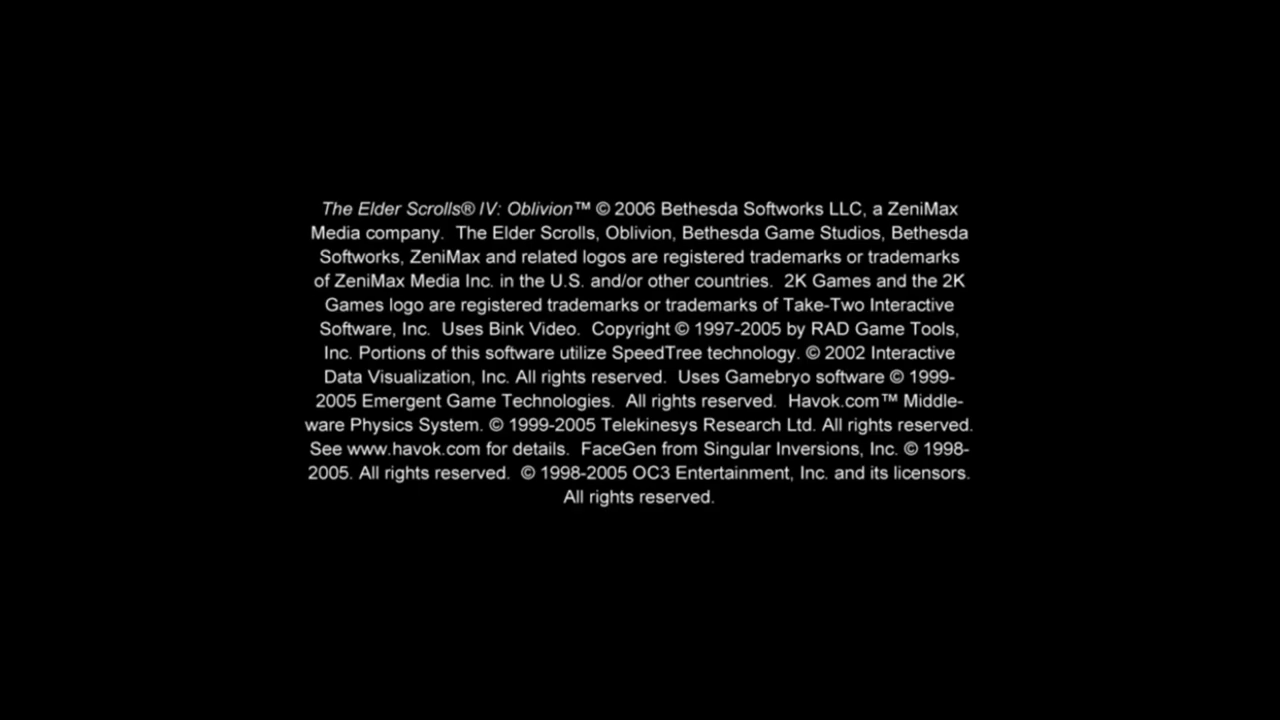 The Elder Scrolls® IV: Oblivion™ © 2006 Bethesda Softworks LLC, a ZeniMax
Media company.  The Elder Scrolls, Oblivion, Bethesda Game Studios, Bethesda
Softworks, ZeniMax and related logos are registered trademarks or trademarks
of ZeniMax Media Inc. in the U.S. and/or other countries.  2K Games and the 2K
Games logo are registered trademarks or trademarks of Take-Two Interactive
Software, Inc.  Uses Bink Video.  Copyright © 1997-2005 by RAD Game Tools,
Inc. Portions of this software utilize SpeedTree technology. © 2002 Interactive
Data Visualization, Inc. All rights reserved.  Uses Gamebryo software © 1999-
2005 Emergent Game Technologies.  All rights reserved.  Havok.com™ Middle-
ware Physics System. © 1999-2005 Telekinesys Research Ltd. All rights reserved.
See www.havok.com for details.  FaceGen from Singular Inversions, Inc. © 1998-
2005. All rights reserved.  © 1998-2005 OC3 Entertainment, Inc. and its licensors.
All rights reserved.